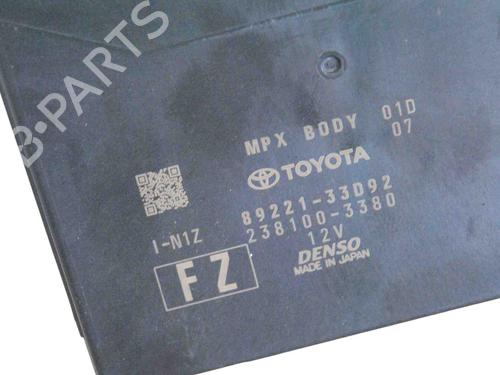 B-PARTS
MPX BODY 01D
07
TOYOTA
89221-33D92
238100-3380
I-N1Z
12V
FZ
DENSO
MADE IN JAPAN